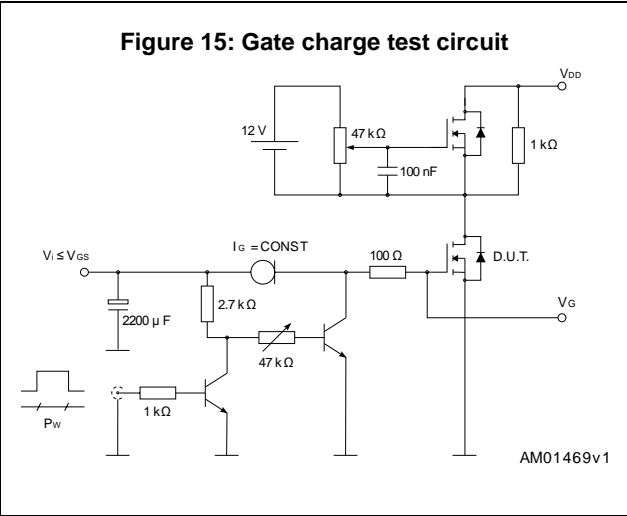 Figure 15: Gate charge test circuit
VDD
12 V
47 kΩ
1 kΩ
100 nF
Vi ≤ VGS
IG = CONST
100 Ω
D.U.T.
2.7 kΩ
2200 µF
VG
47 kΩ
1 kΩ
PW
AM01469v1